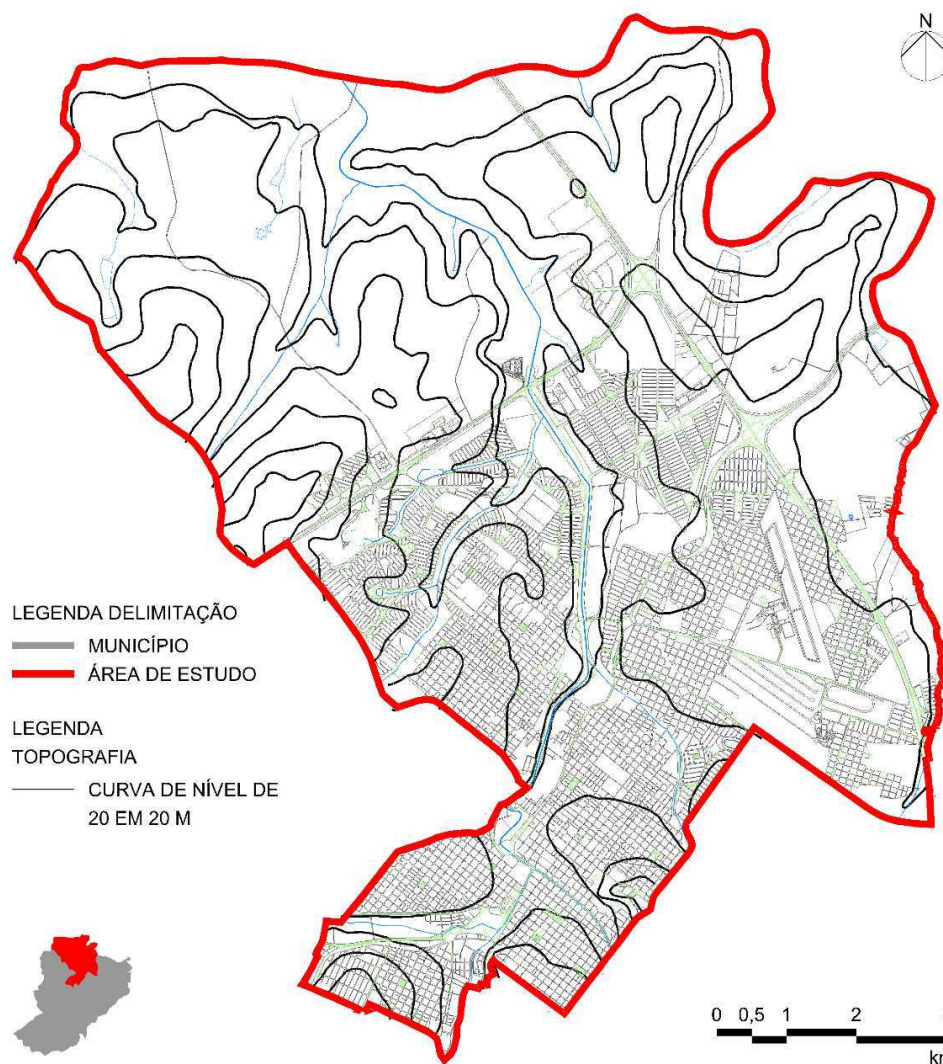 N
LEGENDA DELIMITAÇÃO
MUNICÍPIO
ÁREA DE ESTUDO
LEGENDA
TOPOGRAFIA
CURVA DE NÍVEL DE
20 EM 20 M
0 0,5 1 2
km